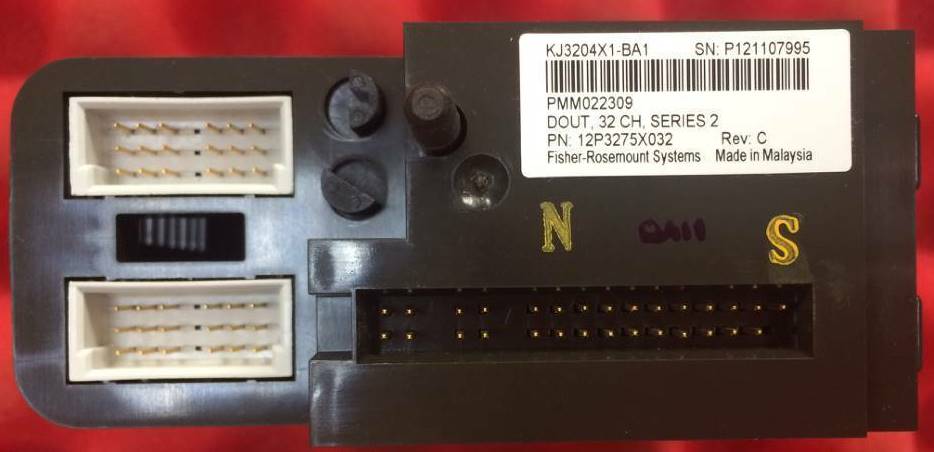 KJ3204X1-BA1 SN: P121107995
PMM022309
DOUT, 32 CH, SERIES 2
PN: 12P3275X032 Rev: C
Fisher-Rosemount Systems Made in Malaysia
N S